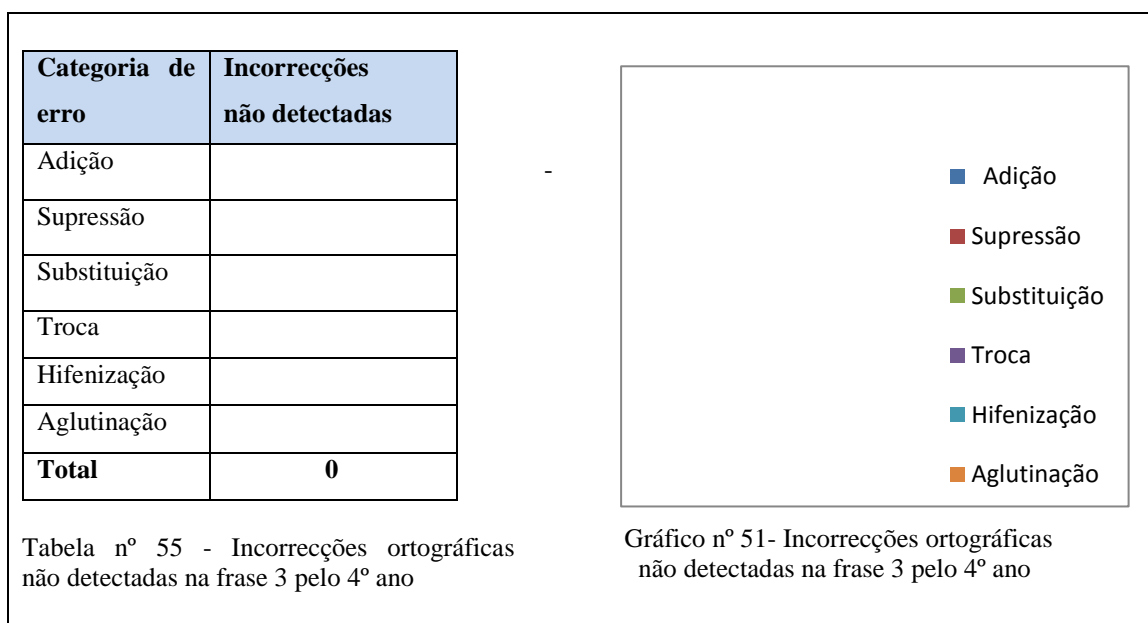 Categoria de Incorrecções
erro não detectadas
Adição
Supressão
Substituição
Troca
Hifenização
Aglutinação
Total 0
Tabela nº 55 - Incorrecções ortográficas
não detectadas na frase 3 pelo 4º ano
-
Adição
Supressão
Substituição
Troca
Hifenização
Aglutinação
Gráfico nº 51- Incorrecções ortográficas
não detectadas na frase 3 pelo 4º ano